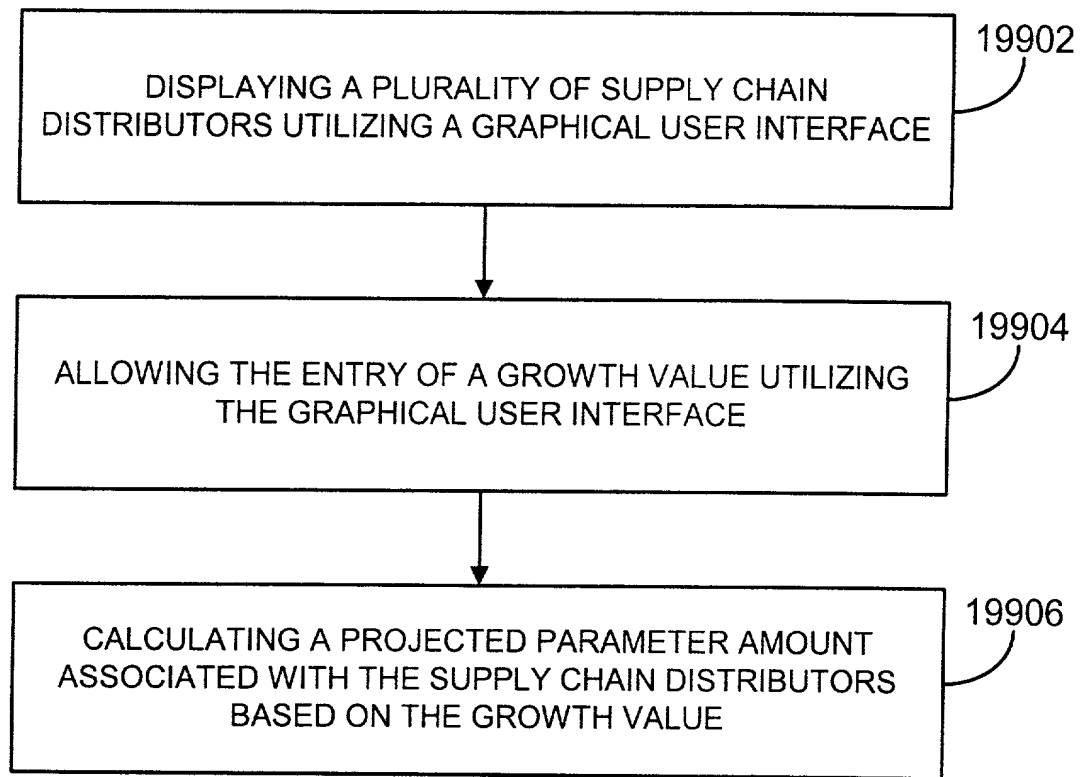 19902
DISPLAYING A PLURALITY OF SUPPLY CHAIN
DISTRIBUTORS UTILIZING A GRAPHICAL USER INTERFACE
19904
ALLOWING THE ENTRY OF A GROWTH VALUE UTILIZING
THE GRAPHICAL USER INTERFACE
19906
CALCULATING A PROJECTED PARAMETER AMOUNT
ASSOCIATED WITH THE SUPPLY CHAIN DISTRIBUTORS
BASED ON THE GROWTH VALUE